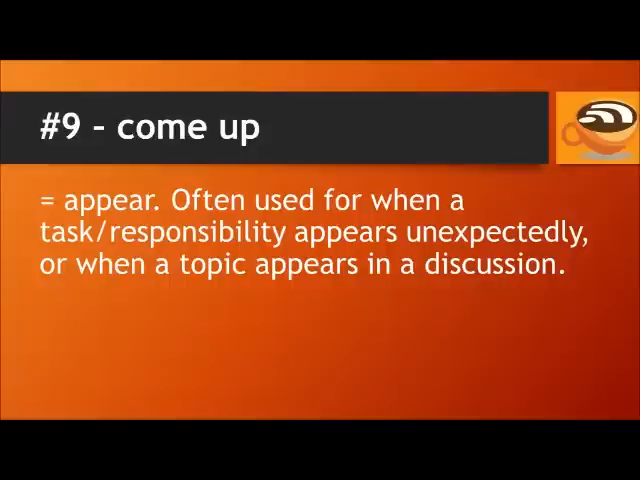 #9 – come up
= appear. Often used for when a
task/responsibility appears unexpectedly,
or when a topic appears in a discussion.